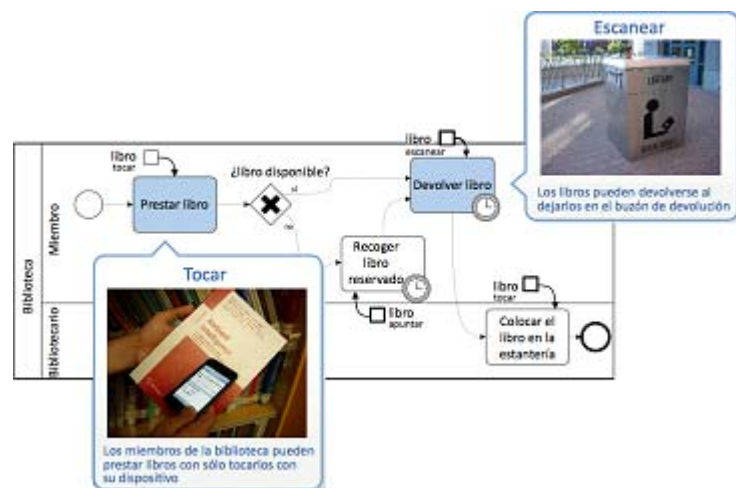 Escanear
LIBRARY
Los libros pueden devolverse al
dejarlos en el buzón de devolución
Biblioteca
Miembro
Bibliotecario
libro
tocar
Prestar libro
¿libro disponible?
sí
no
libro
escanear
Devolver libro
Recoger
libro
reservado
libro
apuntar
libro
tocar
Colocar el
libro en la
estantería
Tocar
Los miembros de la biblioteca pueden
prestar libros con sólo tocarlos con
su dispositivo